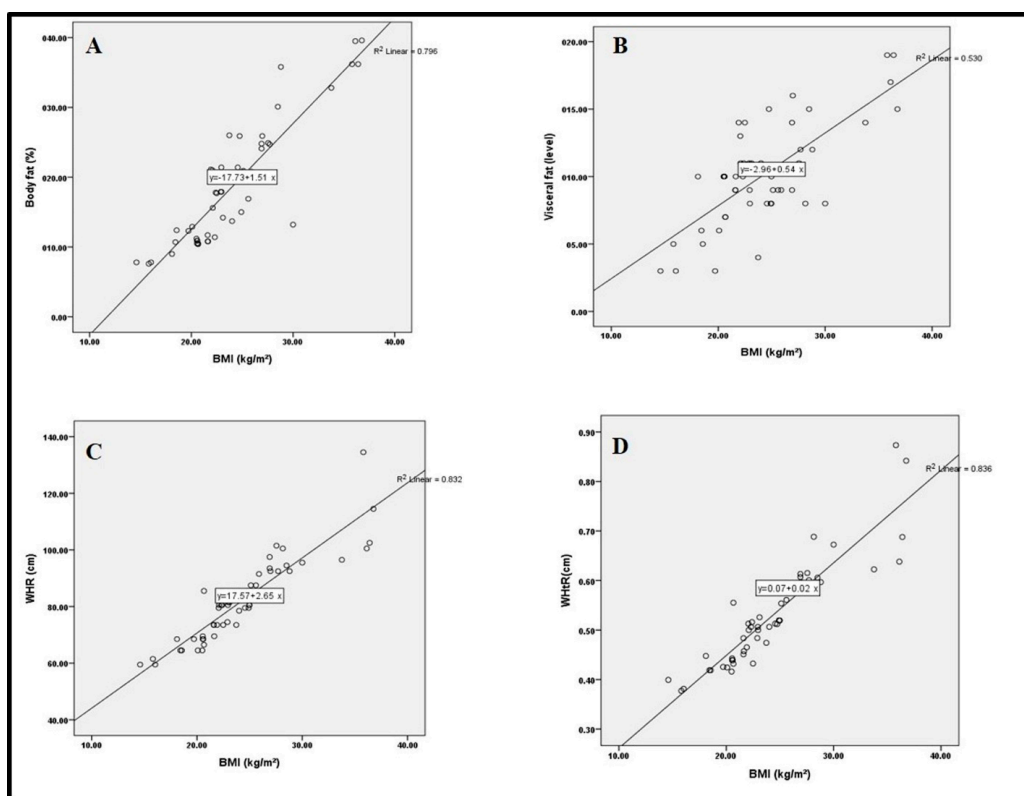 A
R² Linear = 0.796
040.00
030.00
020.00
010.00
0.00
Body fat (%)
y=-17.73+1.51 x
10.00 20.00 30.00 40.00
BMI (kg/m²)
B
R² Linear = 0.530
020.00
015.00
010.00
05.00
0.00
Visceral fat (level)
y=-2.96+0.54 x
10.00 20.00 30.00 40.00
BMI (kg/m²)
C
R² Linear = 0.832
140.00
120.00
100.00
80.00
60.00
40.00
WHR (cm)
y=17.57+2.65 x
10.00 20.00 30.00 40.00
BMI (kg/m²)
D
R² Linear = 0.836
0.90
0.80
0.70
0.60
0.50
0.40
0.30
WHtR(cm)
y=0.07+0.02 x
10.00 20.00 30.00 40.00
BMI (kg/m²)